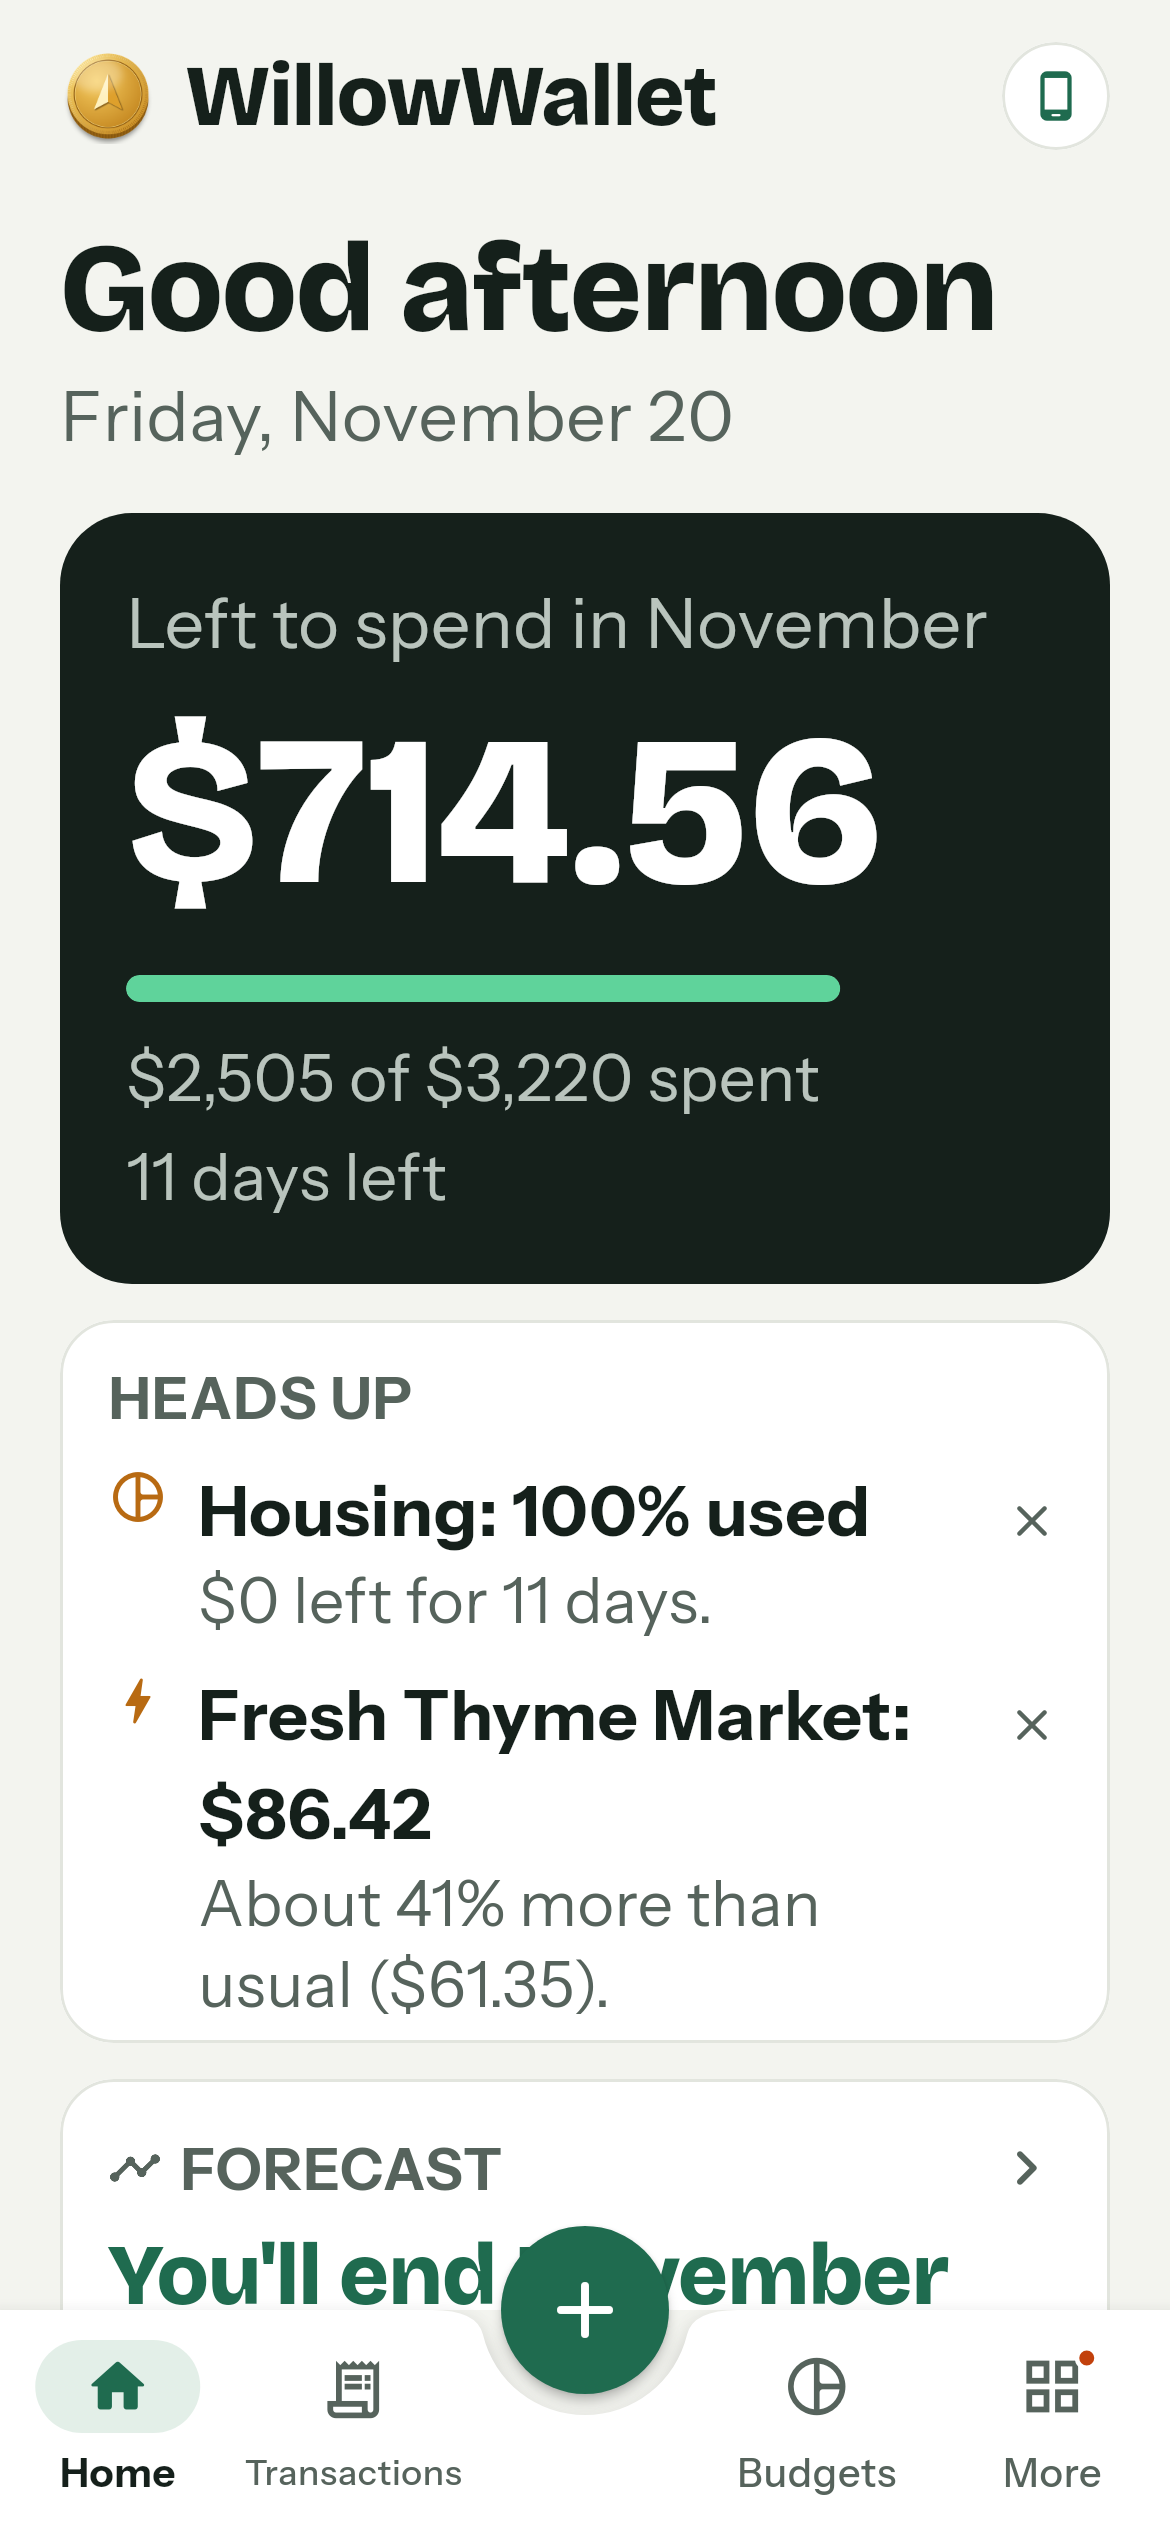 WillowWallet
Good afternoon
Friday, November 20
Left to spend in November
$714.56
$2,505 of $3,220 spent
11 days left
HEADS UP
Housing: 100% used
$0 left for 11 days.
Fresh Thyme Market:
$86.42
About 41% more than
usual ($61.35).
FORECAST
You'll end
Home
Transactions
Budgets
More